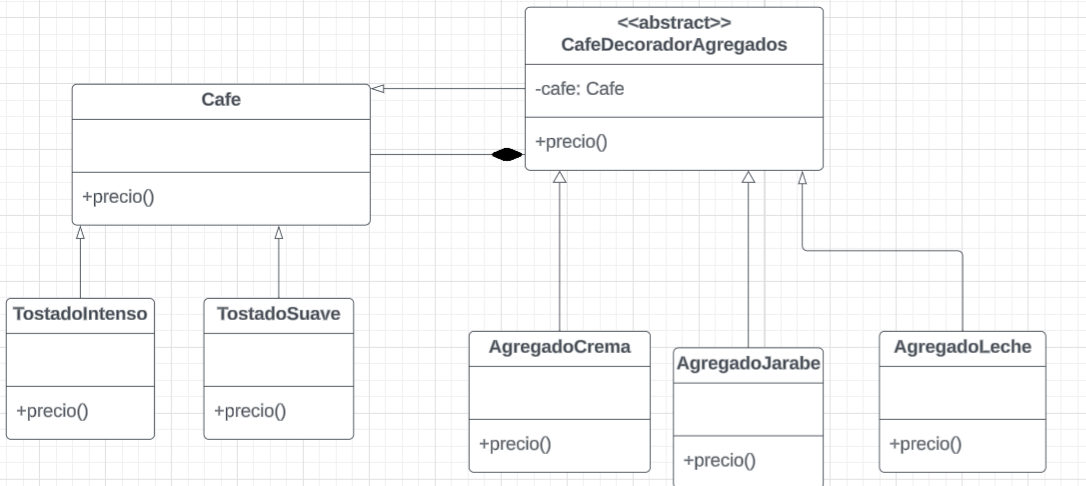 <<abstract>>
CafeDecoradorAgregados
-cafe: Cafe
+precio()
Cafe
+precio()
TostadoIntenso
+precio()
TostadoSuave
+precio()
AgregadoCrema
+precio()
AgregadoJarabe
+precio()
AgregadoLeche
+precio()